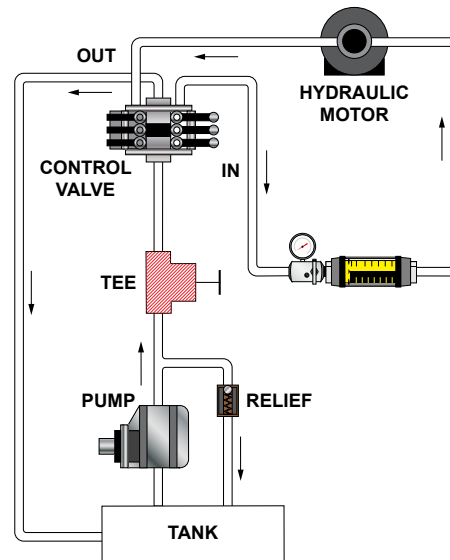 OUT
HYDRAULIC
MOTOR
CONTROL
VALVE
IN
TEE
PUMP
RELIEF
TANK